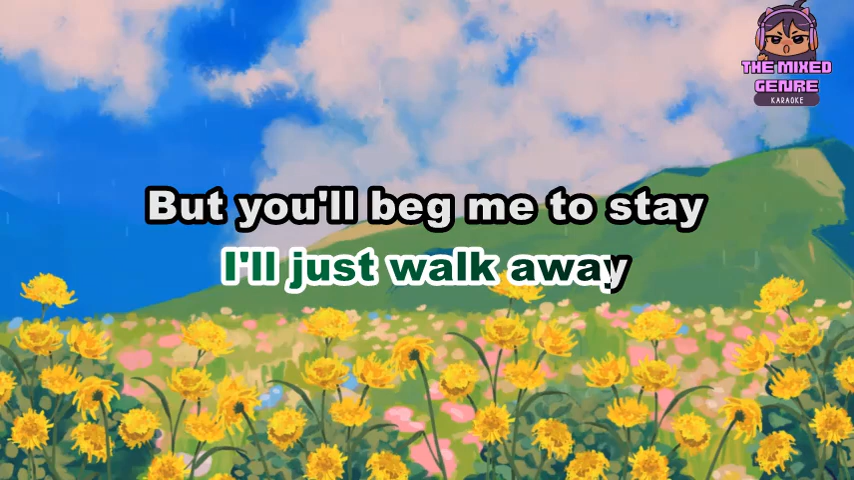 THE MIXED
GENRE
KARAOKE
But you'll beg me to stay
I'll just walk away